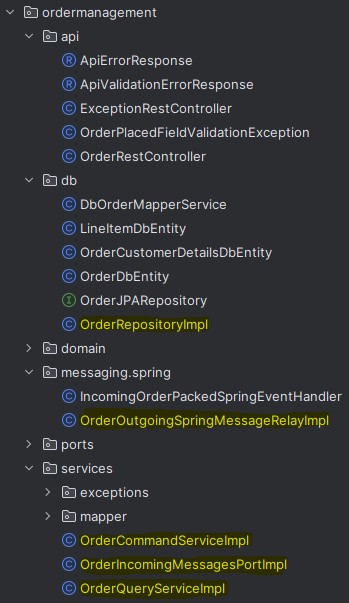 ordermanagement
api
R ApiErrorResponse
R ApiValidationErrorResponse
C ExceptionRestController
C OrderPlacedFieldValidationException
C OrderRestController
db
C DbOrderMapperService
C LineItemDbEntity
C OrderCustomerDetailsDbEntity
C OrderDbEntity
I OrderJPARepository
C OrderRepositoryImpl
domain
messaging.spring
C IncomingOrderPackedSpringEventHandler
C OrderOutgoingSpringMessageRelayImpl
ports
services
exceptions
mapper
C OrderCommandServiceImpl
C OrderIncomingMessagesPortImpl
C OrderQueryServiceImpl